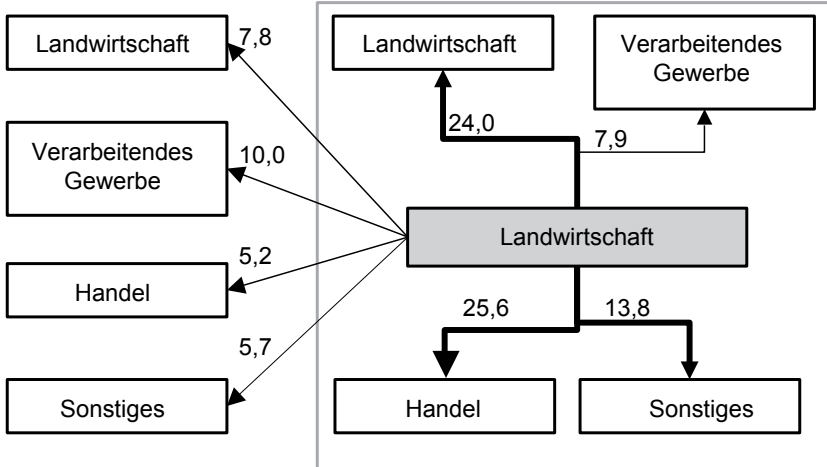 Landwirtschaft
7,8
Verarbeitendes
Gewerbe
10,0
Handel
5,2
Sonstiges
5,7
Landwirtschaft
Verarbeitendes
Gewerbe
24,0
7,9
Landwirtschaft
25,6
13,8
Handel
Sonstiges